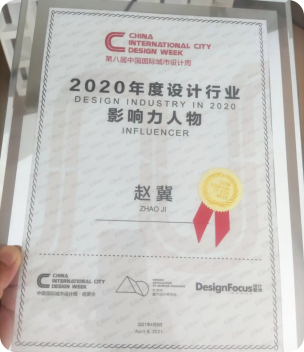 CHINA
INTERNATIONAL CITY
DESIGN WEEK
第八届中国国际城市设计周
2020年度设计行业
DESIGN INDUSTRY IN 2020
影响力人物
INFLUENCER
赵冀
ZHAO JI
CHINA
INTERNATIONAL CITY
DESIGN WEEK
DesignFocus
April 8, 2021